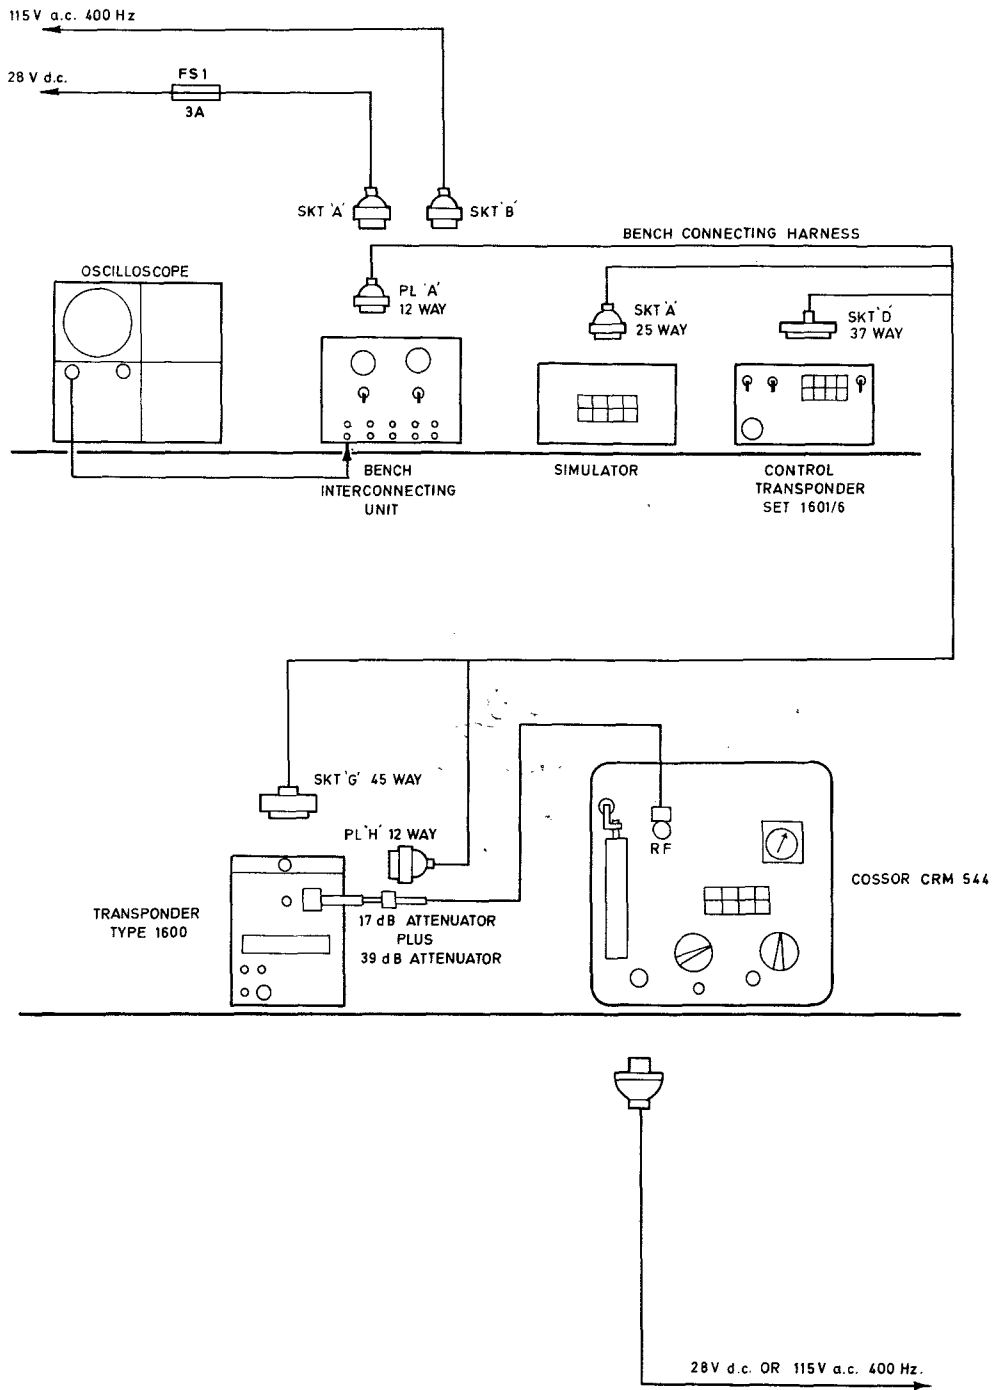 115V a.c. 400 Hz
28 V d.c.
FS1
3A
SKT 'A'
SKT 'B'
BENCH CONNECTING HARNESS
OSCILLOSCOPE
PL 'A'
12 WAY
SKT 'A'
25 WAY
SKT 'D'
37 WAY
BENCH
INTERCONNECTING
UNIT
SIMULATOR
CONTROL
TRANSPONDER
SET 1601/6
SKT 'G' 45 WAY
PL 'H' 12 WAY
RF
COSSOR CRM 544
TRANSPONDER
TYPE 1600
17 dB ATTENUATOR
PLUS
39 dB ATTENUATOR
28V d.c. OR 115V a.c. 400 Hz.